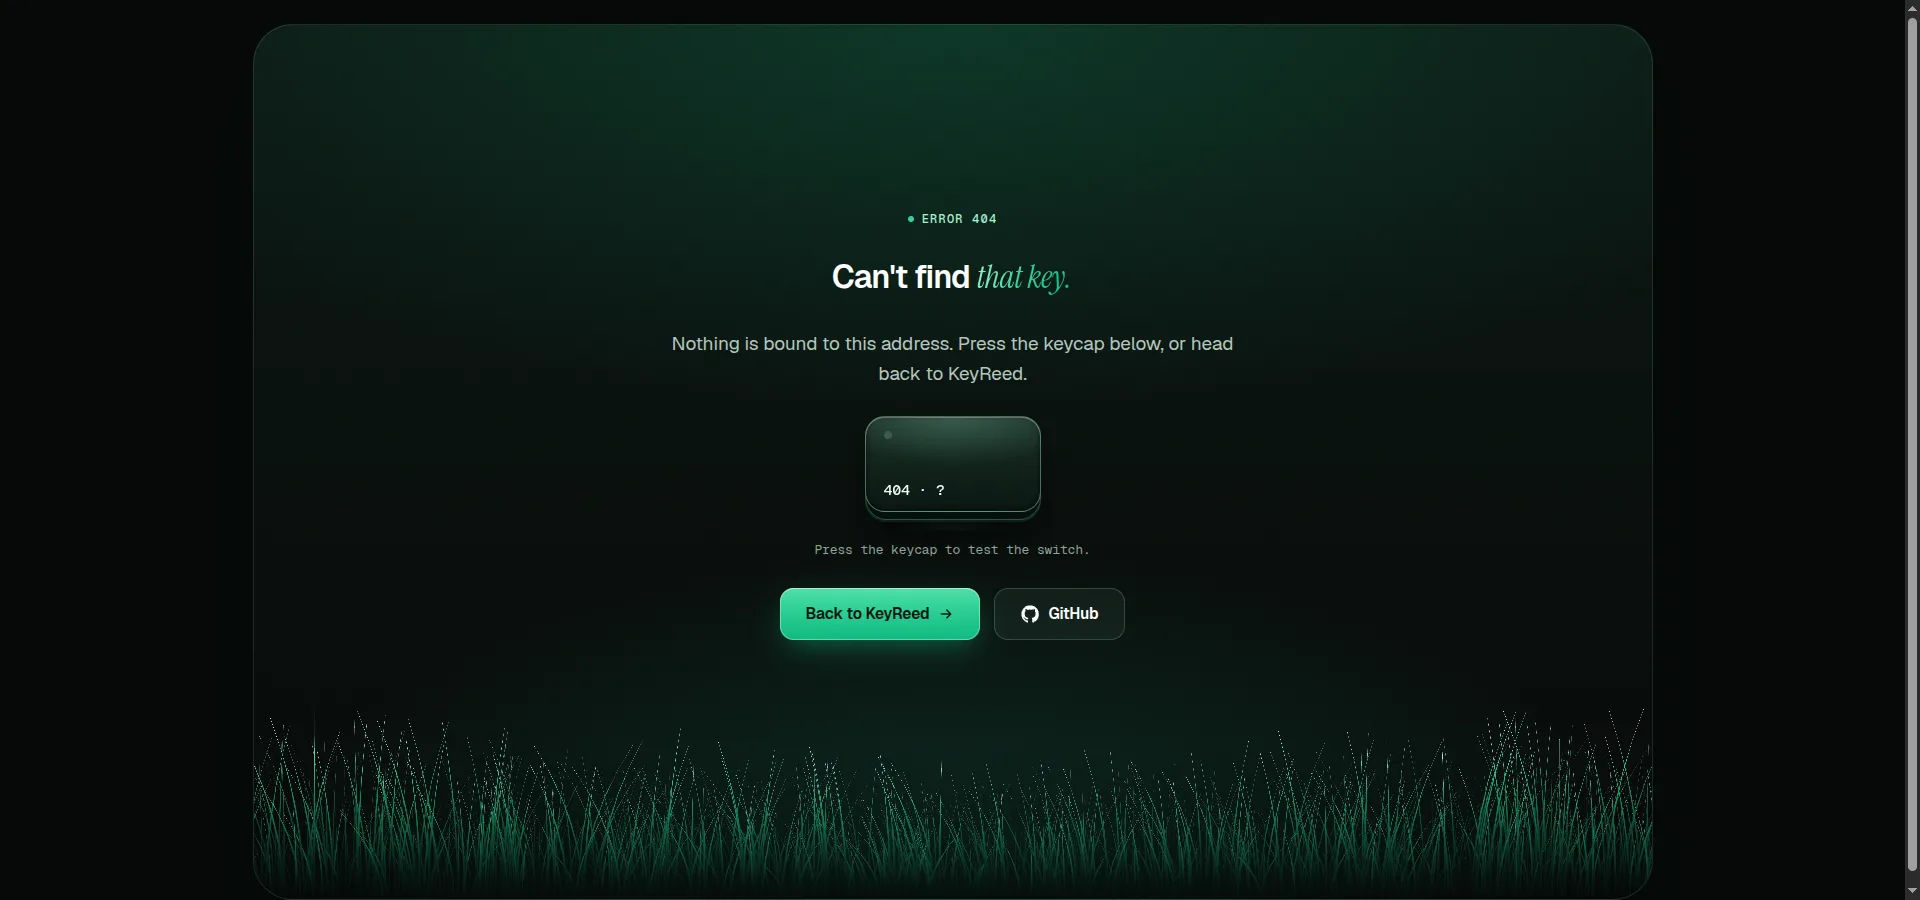 ERROR 404
Can't find that key.
Nothing is bound to this address. Press the keycap below, or head
back to KeyReed.
404 · ?
Press the keycap to test the switch.
Back to KeyReed →
GitHub